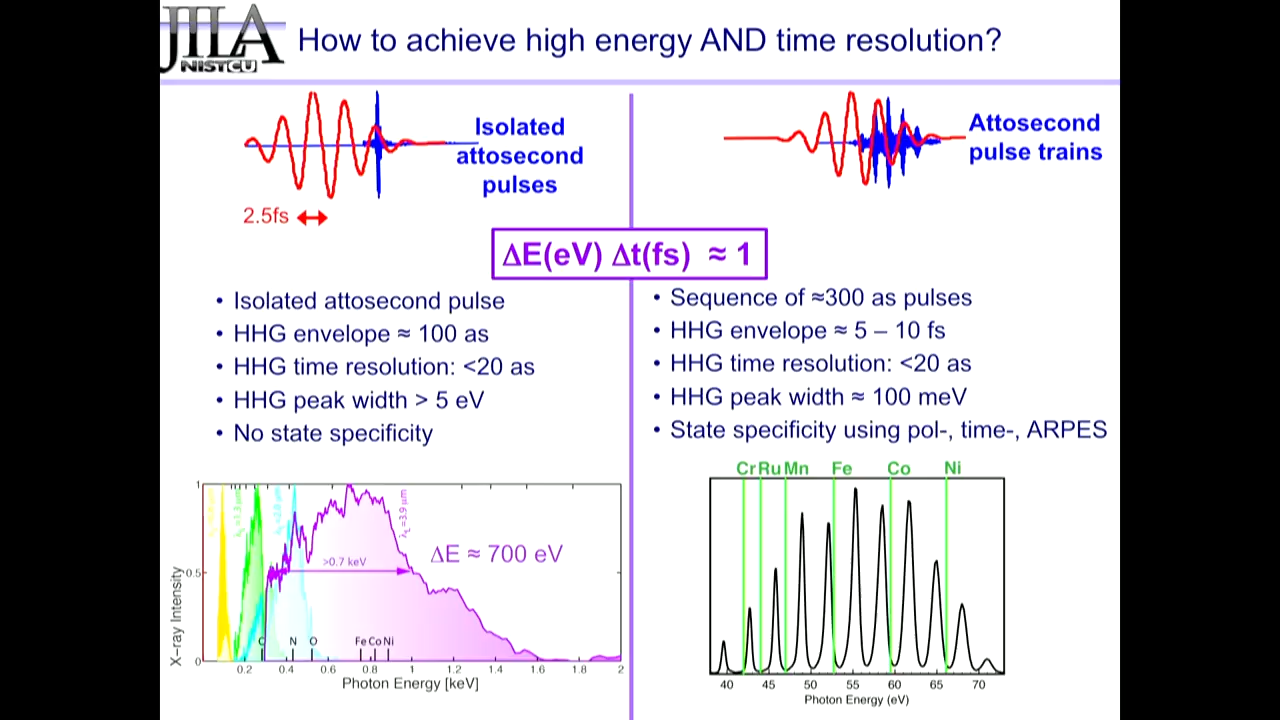 JILA
NIST CU
How to achieve high energy AND time resolution?
Isolated
attosecond
pulses
2.5fs
Attosecond
pulse trains
ΔE(eV) Δt(fs) ≈ 1
• Isolated attosecond pulse
• HHG envelope ≈ 100 as
• HHG time resolution: <20 as
• HHG peak width > 5 eV
• No state specificity
• Sequence of ≈300 as pulses
• HHG envelope ≈ 5 – 10 fs
• HHG time resolution: <20 as
• HHG peak width ≈ 100 meV
• State specificity using pol-, time-, ARPES
X-ray Intensity
1
0.5
0
λL=3.9 μm
ΔE ≈ 700 eV
>0.7 keV
C N O Fe Co Ni
0.2 0.4 0.6 0.8 1 1.2 1.4 1.6 1.8 2
Photon Energy [keV]
Cr Ru Mn Fe Co Ni
40 45 50 55 60 65 70
Photon Energy (eV)